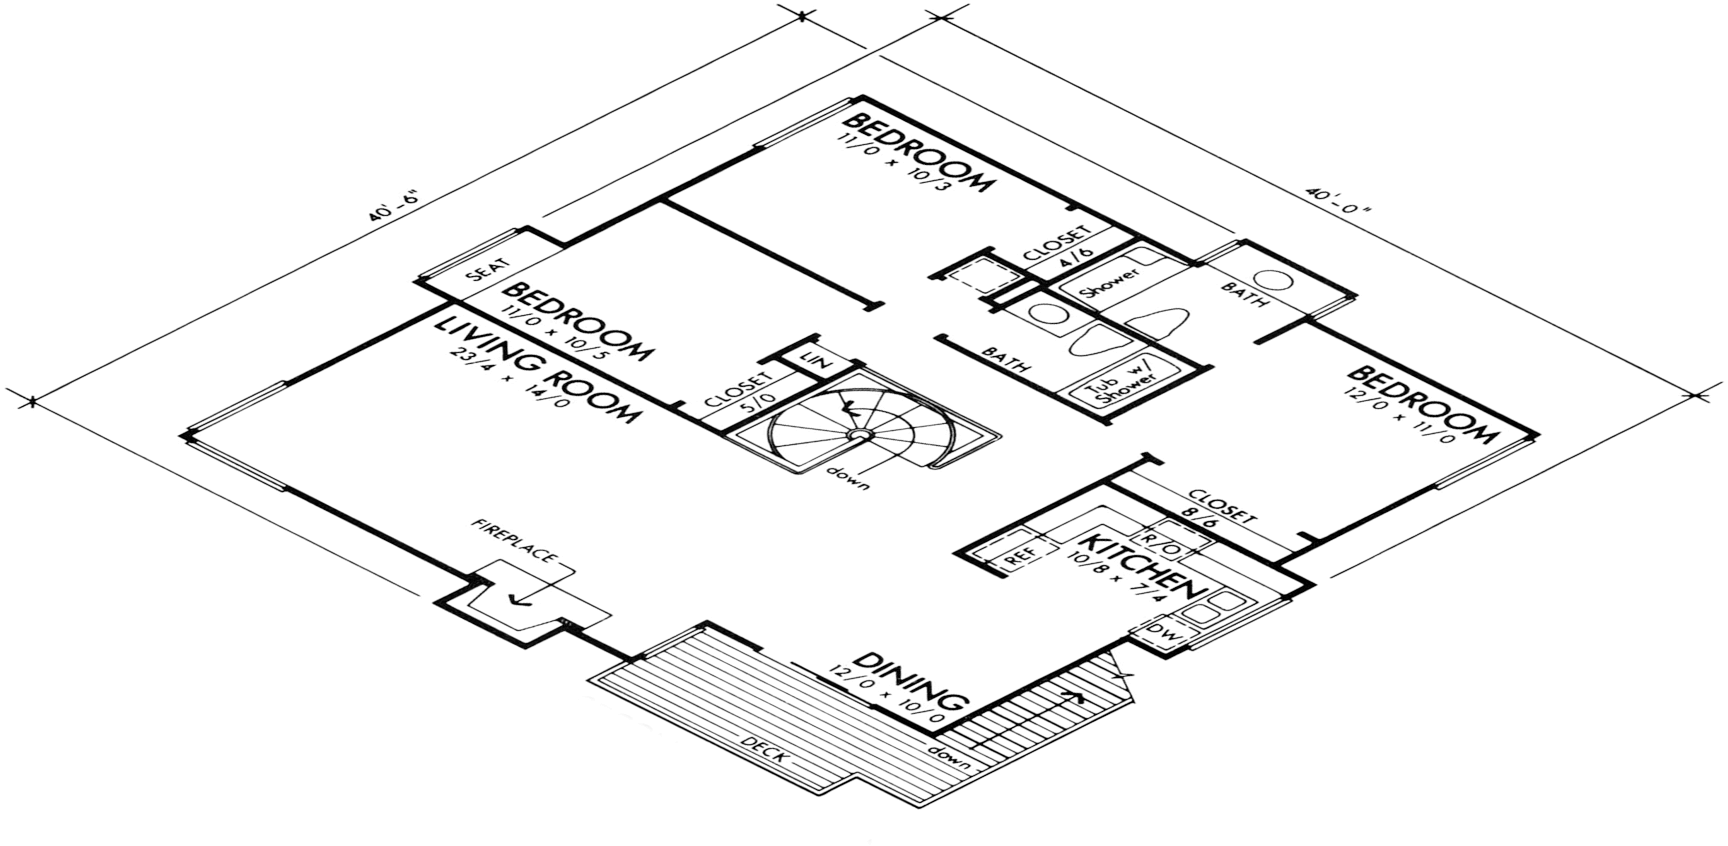 40'-6"
40'-0"
BEDROOM
11/0 x 10/3
CLOSET
4/6
Shower
BATH
SEAT
BEDROOM
11/0 x 10/5
LIVING ROOM
23/4 x 14/0
LIN
CLOSET
5/0
BATH
Tub w/
Shower
BEDROOM
12/0 x 11/0
down
CLOSET
8/6
FIREPLACE
REF
R/O
KITCHEN
10/8 x 7/4
DW
DINING
12/0 x 10/0
DECK
down